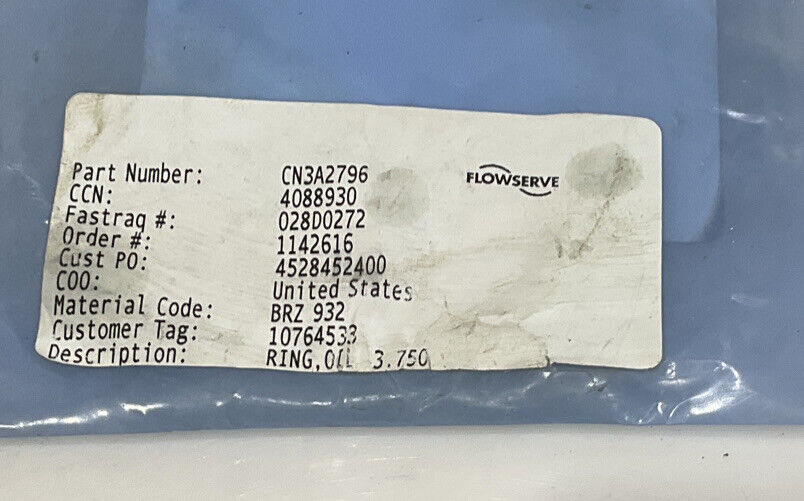 Part Number: CN3A2796
FLOWSERVE
CCN: 4088930
Fastraq #: 028D0272
Order #: 1142616
Cust PO: 4528452400
COO: United States
Material Code: BRZ 932
Customer Tag: 10764533
Description: RING,OIL 3.750